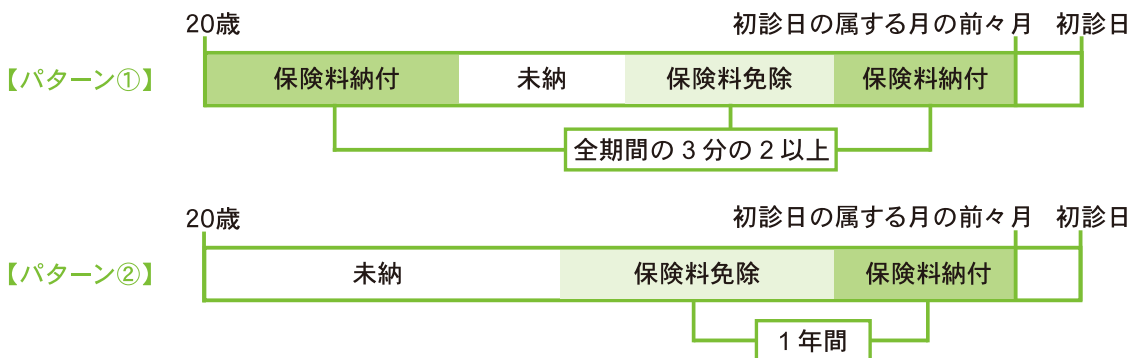 20歳 初診日の属する月の前々月 初診日
【パターン①】 保険料納付 未納 保険料免除 保険料納付
全期間の3分の2以上
20歳 初診日の属する月の前々月 初診日
【パターン②】 未納 保険料免除 保険料納付
1年間